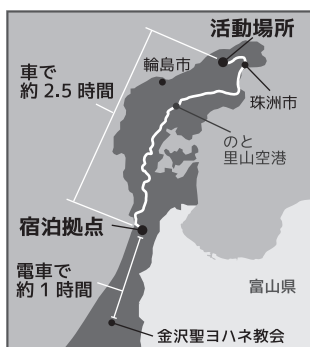 活動場所
輪島市
車で
約 2.5 時間
珠洲市
のと
里山空港
宿泊拠点
電車で
約 1 時間
富山県
金沢聖ヨハネ教会